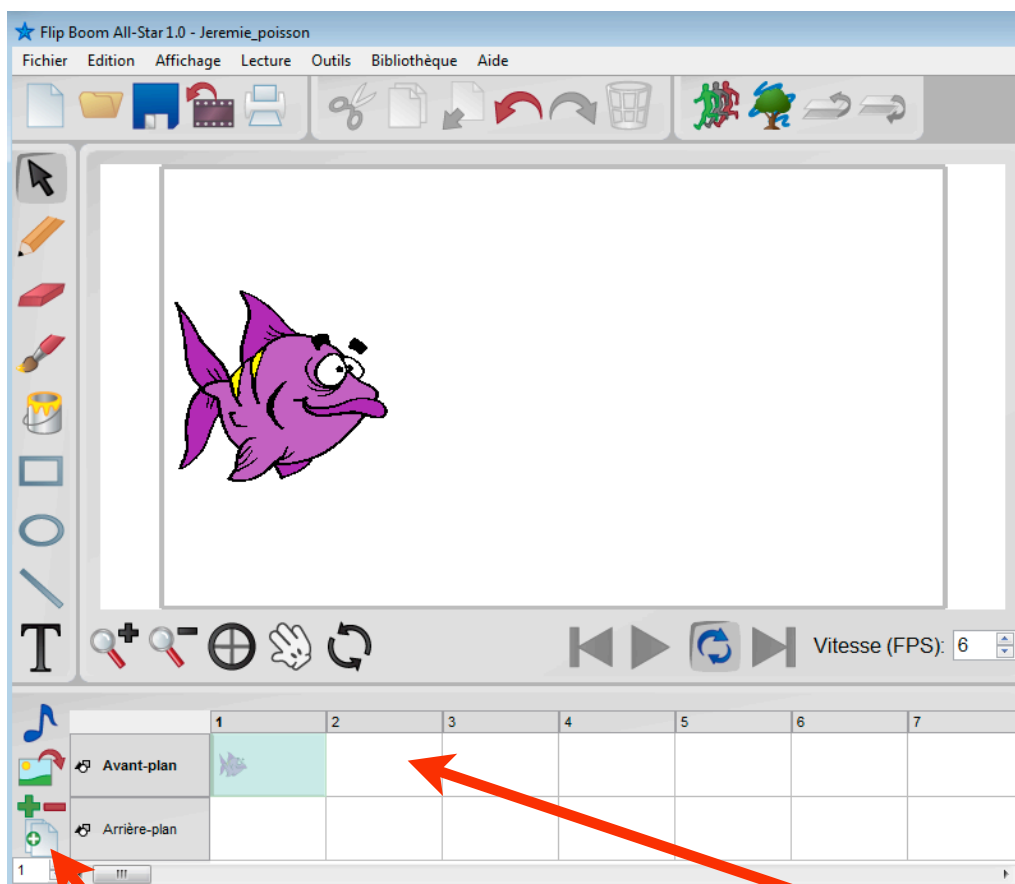 Flip Boom All-Star 1.0 - Jeremie_poisson
Fichier Edition Affichage Lecture Outils Bibliothèque Aide
T
Vitesse (FPS): 6
1 2 3 4 5 6 7
Avant-plan
Arrière-plan
1